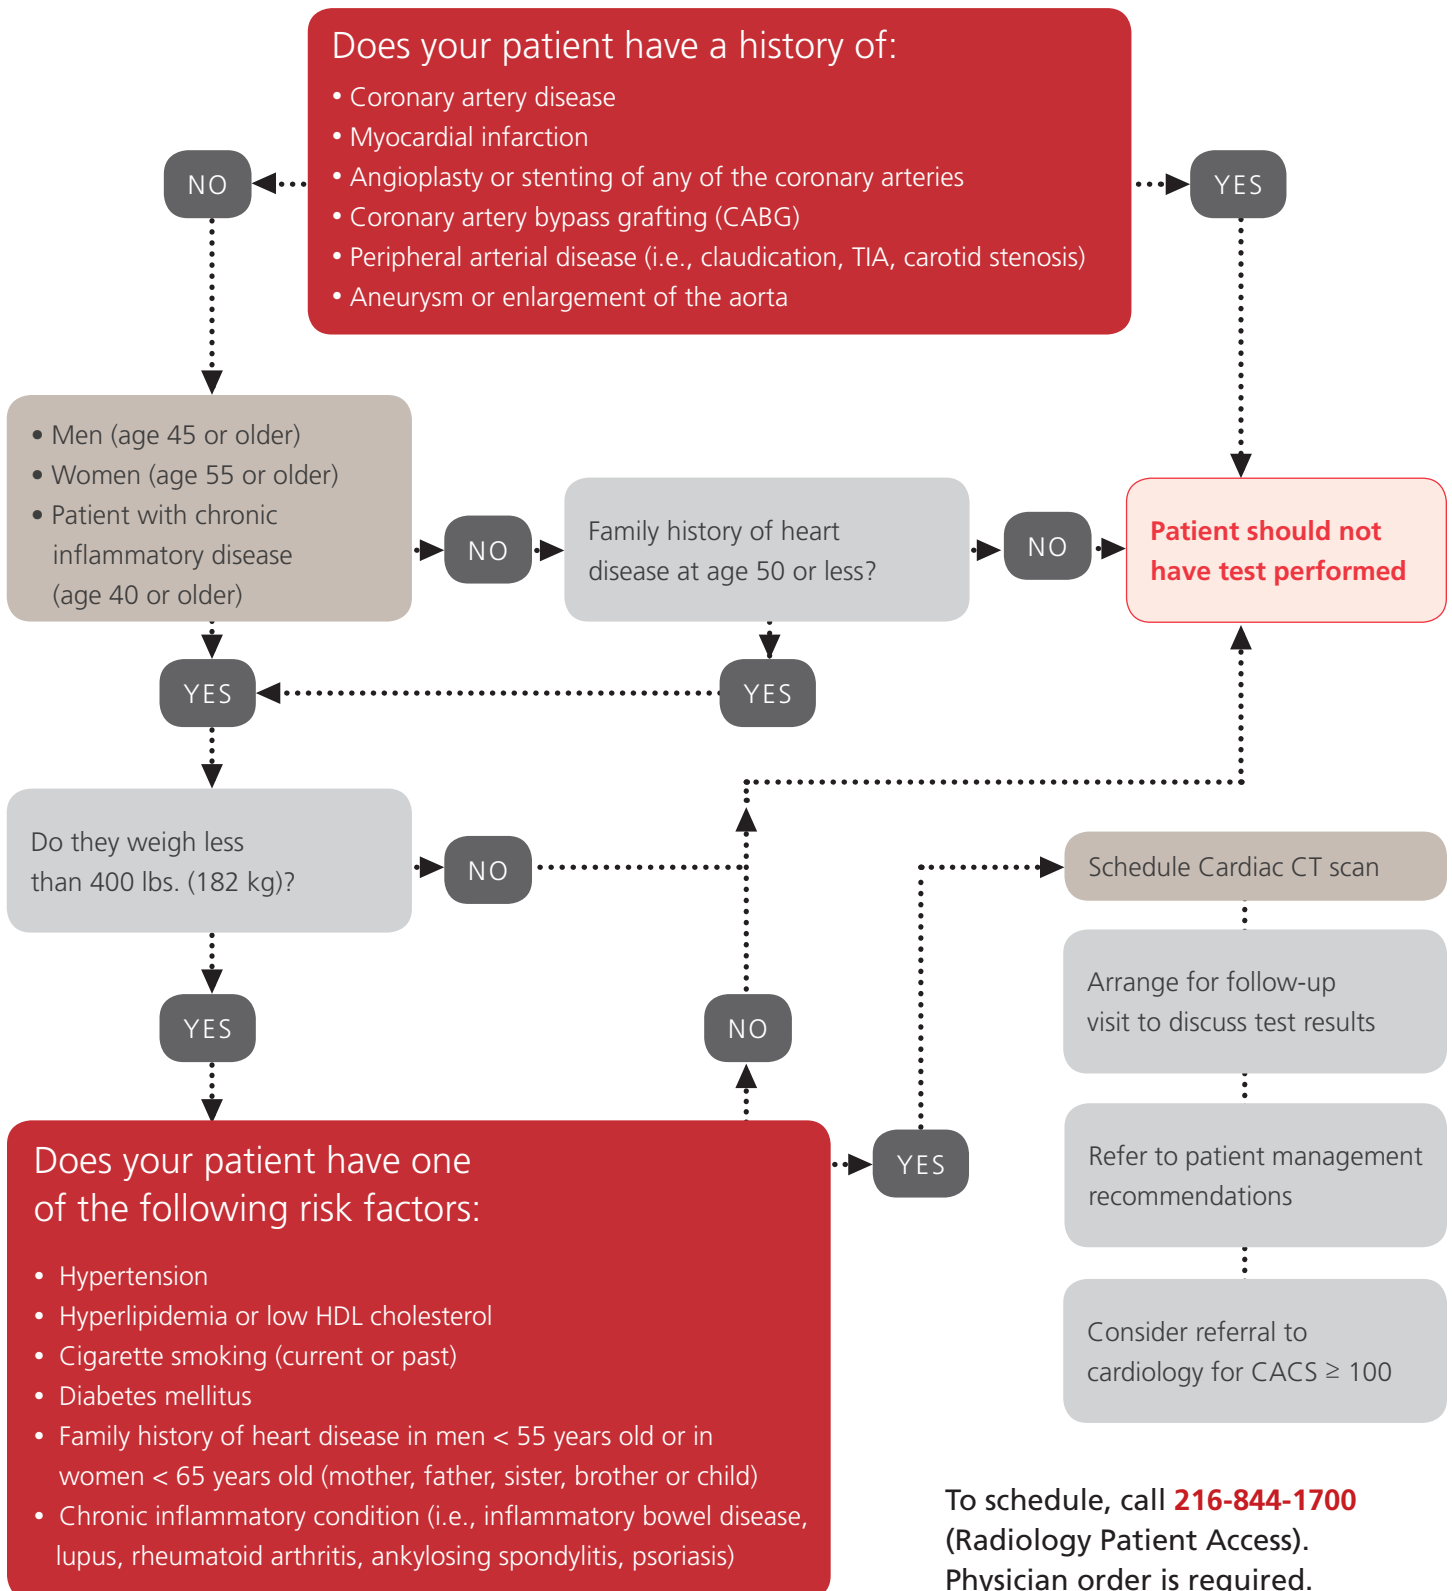 Does your patient have a history of:
• Coronary artery disease
• Myocardial infarction
• Angioplasty or stenting of any of the coronary arteries
• Coronary artery bypass grafting (CABG)
• Peripheral arterial disease (i.e., claudication, TIA, carotid stenosis)
• Aneurysm or enlargement of the aorta
NO
YES
• Men (age 45 or older)
• Women (age 55 or older)
• Patient with chronic
inflammatory disease
(age 40 or older)
NO
Family history of heart
disease at age 50 or less?
NO
Patient should not
have test performed
YES
YES
Do they weigh less
than 400 lbs. (182 kg)?
NO
YES
NO
Does your patient have one
of the following risk factors:
• Hypertension
• Hyperlipidemia or low HDL cholesterol
• Cigarette smoking (current or past)
• Diabetes mellitus
• Family history of heart disease in men < 55 years old or in
women < 65 years old (mother, father, sister, brother or child)
• Chronic inflammatory condition (i.e., inflammatory bowel disease,
lupus, rheumatoid arthritis, ankylosing spondylitis, psoriasis)
YES
Schedule Cardiac CT scan
Arrange for follow-up
visit to discuss test results
Refer to patient management
recommendations
Consider referral to
cardiology for CACS ≥ 100
To schedule, call 216-844-1700
(Radiology Patient Access).
Physician order is required.